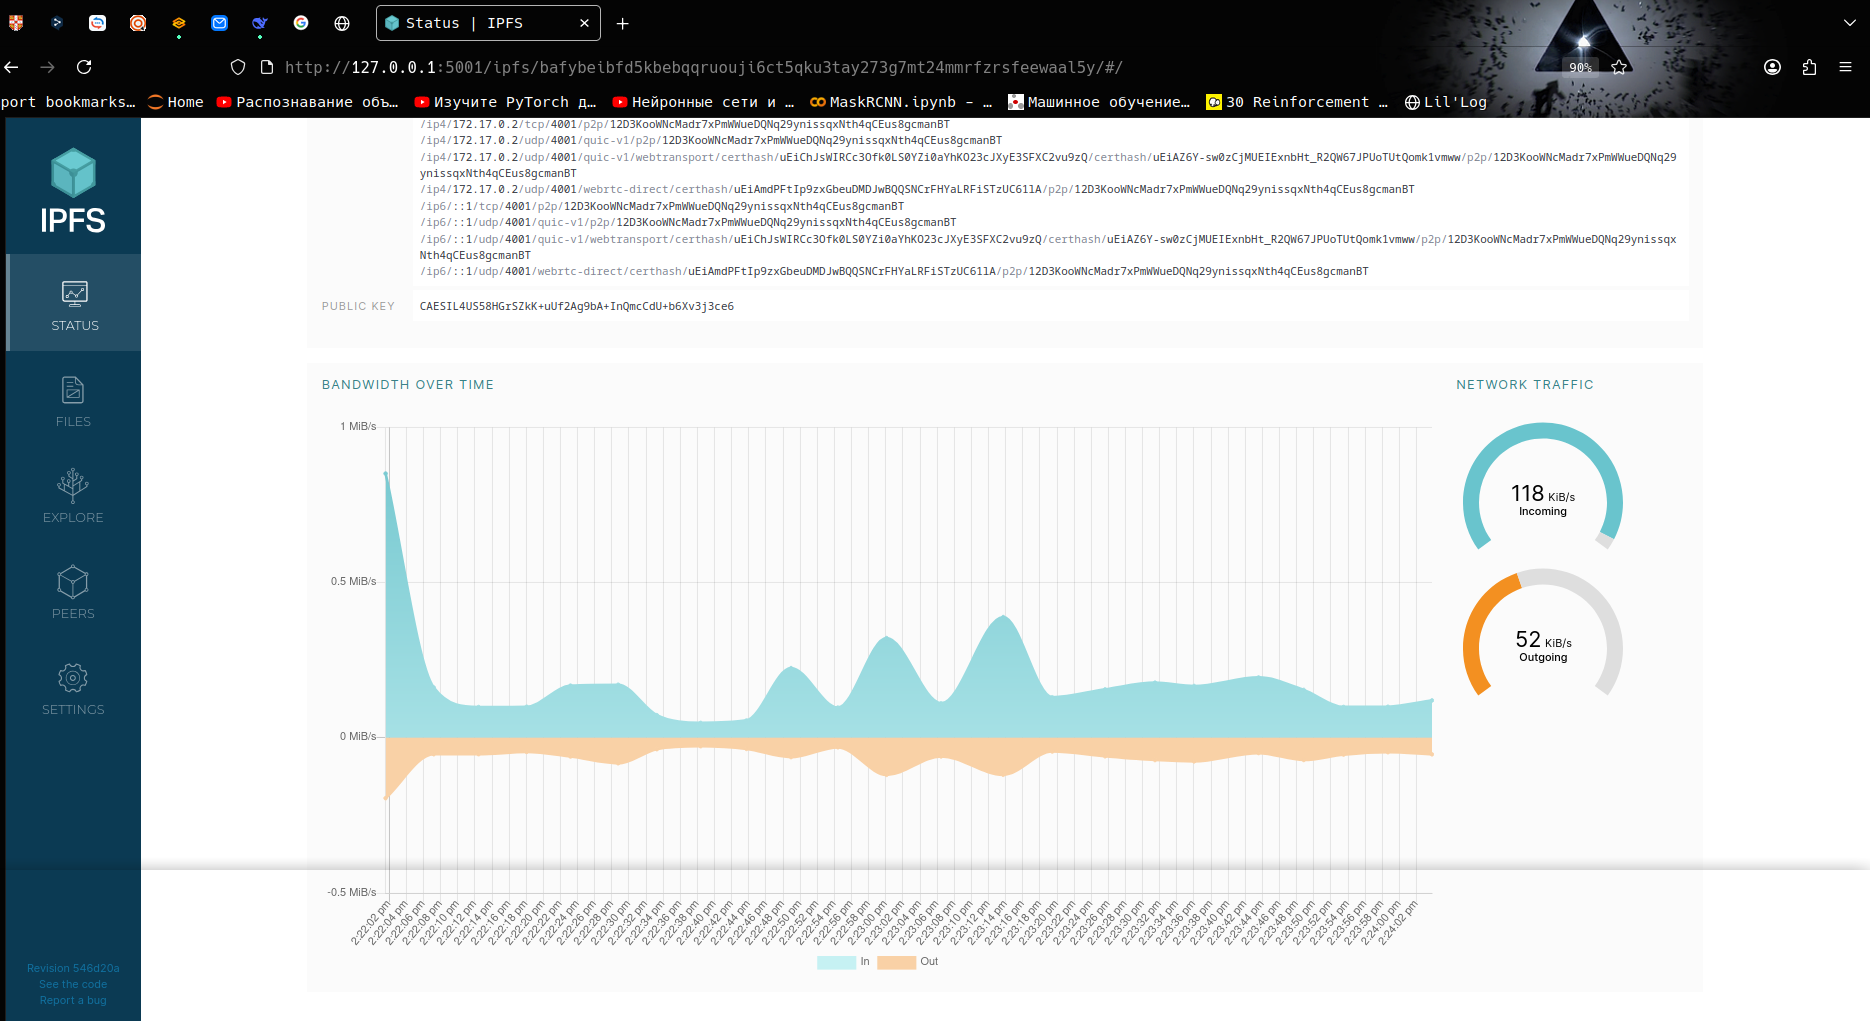 Status | IPFS
http://127.0.0.1:5001/ipfs/bafybeibfd5kbebqqruouji6ct5qku3tay273g7mt24mmrfzrsfeewaal5y/#/
90%
port bookmarks… Home Распознавание объ… Изучите PyTorch д… Нейронные сети и … MaskRCNN.ipynb - … Машинное обучение… 30 Reinforcement … Lil'Log
IPFS
STATUS
FILES
EXPLORE
PEERS
SETTINGS
Revision 546d20a
See the code
Report a bug
/ip4/172.17.0.2/tcp/4001/p2p/12D3KooWNcMadr7xPmWWueDQNq29ynissqxNth4qCEus8gcmanBT
/ip4/172.17.0.2/udp/4001/quic-v1/p2p/12D3KooWNcMadr7xPmWWueDQNq29ynissqxNth4qCEus8gcmanBT
/ip4/172.17.0.2/udp/4001/quic-v1/webtransport/certhash/uEiChJsWIRCc3Ofk0LS0YZi0aYhKO23cJXyE3SFXC2vu9zQ/certhash/uEiAZ6Y-sw0zCjMUEIExnbHt_R2QW67JPUoTUtQomk1vmww/p2p/12D3KooWNcMadr7xPmWWueDQNq29
ynissqxNth4qCEus8gcmanBT
/ip4/172.17.0.2/udp/4001/webrtc-direct/certhash/uEiAmdPFtIp9zxGbeuDMDJwBQQSNCrFHYaLRFiSTzUC61lA/p2p/12D3KooWNcMadr7xPmWWueDQNq29ynissqxNth4qCEus8gcmanBT
/ip6/::1/tcp/4001/p2p/12D3KooWNcMadr7xPmWWueDQNq29ynissqxNth4qCEus8gcmanBT
/ip6/::1/udp/4001/quic-v1/p2p/12D3KooWNcMadr7xPmWWueDQNq29ynissqxNth4qCEus8gcmanBT
/ip6/::1/udp/4001/quic-v1/webtransport/certhash/uEiChJsWIRCc3Ofk0LS0YZi0aYhKO23cJXyE3SFXC2vu9zQ/certhash/uEiAZ6Y-sw0zCjMUEIExnbHt_R2QW67JPUoTUtQomk1vmww/p2p/12D3KooWNcMadr7xPmWWueDQNq29ynissqx
Nth4qCEus8gcmanBT
/ip6/::1/udp/4001/webrtc-direct/certhash/uEiAmdPFtIp9zxGbeuDMDJwBQQSNCrFHYaLRFiSTzUC61lA/p2p/12D3KooWNcMadr7xPmWWueDQNq29ynissqxNth4qCEus8gcmanBT
PUBLIC KEY CAESIL4US58HGrSZkK+uUf2Ag9bA+InQmcCdU+b6Xv3j3ce6
BANDWIDTH OVER TIME
1 MiB/s
0.5 MiB/s
0 MiB/s
-0.5 MiB/s
2:22:02 pm 2:22:04 pm 2:22:06 pm 2:22:08 pm 2:22:10 pm 2:22:12 pm 2:22:14 pm 2:22:16 pm 2:22:18 pm 2:22:20 pm 2:22:22 pm 2:22:24 pm 2:22:26 pm 2:22:28 pm 2:22:30 pm 2:22:32 pm 2:22:34 pm 2:22:36 pm 2:22:38 pm 2:22:40 pm 2:22:42 pm 2:22:44 pm 2:22:46 pm 2:22:48 pm 2:22:50 pm 2:22:52 pm 2:22:54 pm 2:22:56 pm 2:22:58 pm 2:23:00 pm 2:23:02 pm 2:23:04 pm 2:23:06 pm 2:23:08 pm 2:23:10 pm 2:23:12 pm 2:23:14 pm 2:23:16 pm 2:23:18 pm 2:23:20 pm 2:23:22 pm 2:23:24 pm 2:23:26 pm 2:23:28 pm 2:23:30 pm 2:23:32 pm 2:23:34 pm 2:23:36 pm 2:23:38 pm 2:23:40 pm 2:23:42 pm 2:23:44 pm 2:23:46 pm 2:23:48 pm 2:23:50 pm 2:23:52 pm 2:23:54 pm 2:23:56 pm 2:23:58 pm 2:24:00 pm 2:24:02 pm
In Out
NETWORK TRAFFIC
118 KiB/s
Incoming
52 KiB/s
Outgoing